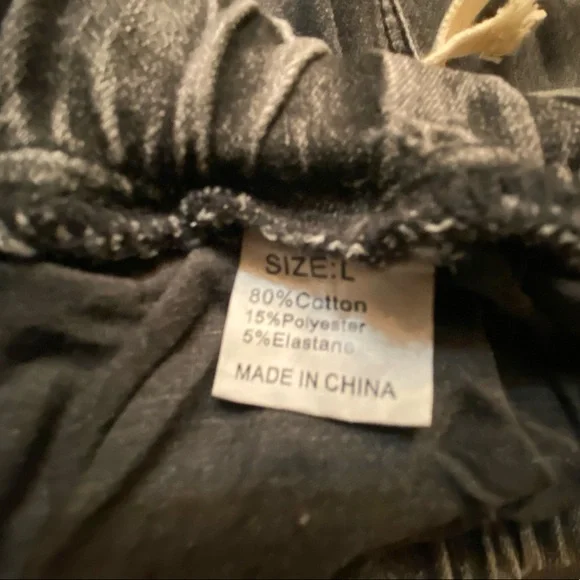 SIZE:L
80%Cotton
15%Polyester
5%Elastane
MADE IN CHINA